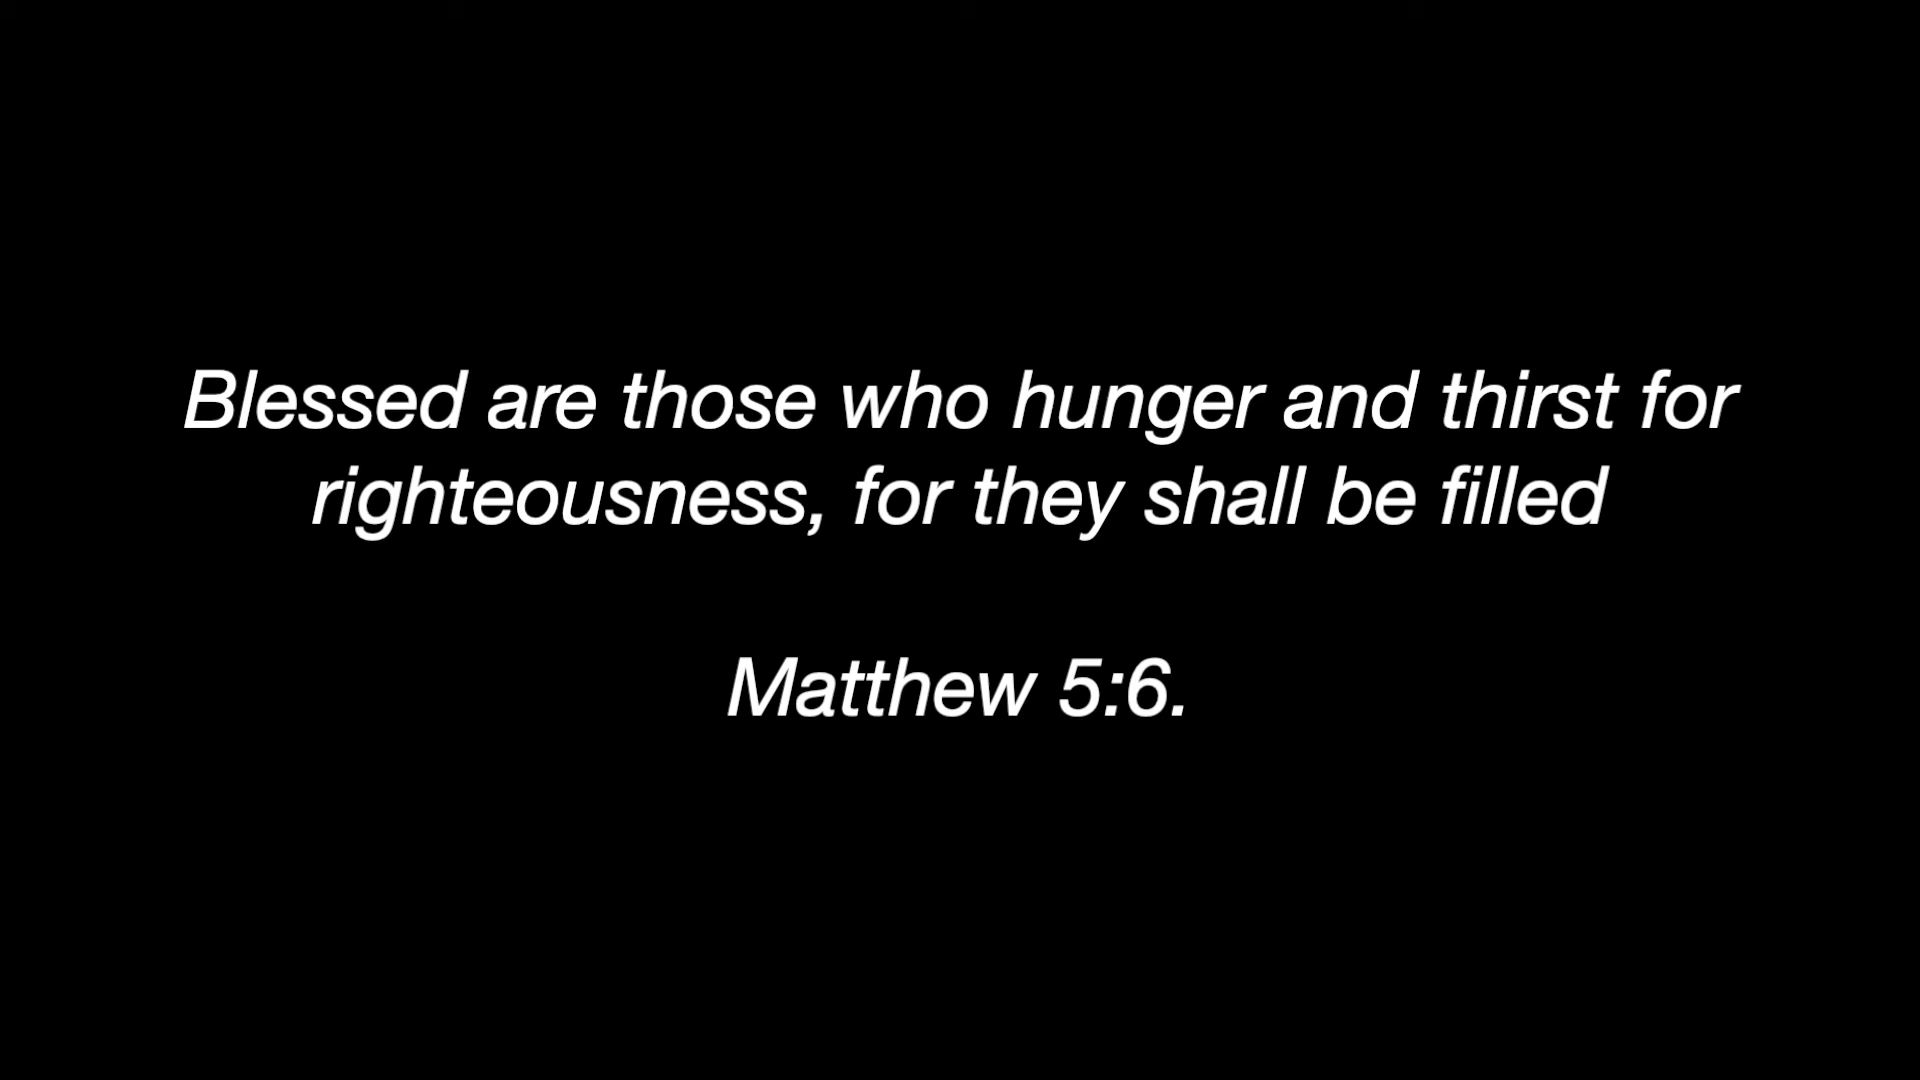 Blessed are those who hunger and thirst for
righteousness, for they shall be filled
Matthew 5:6.